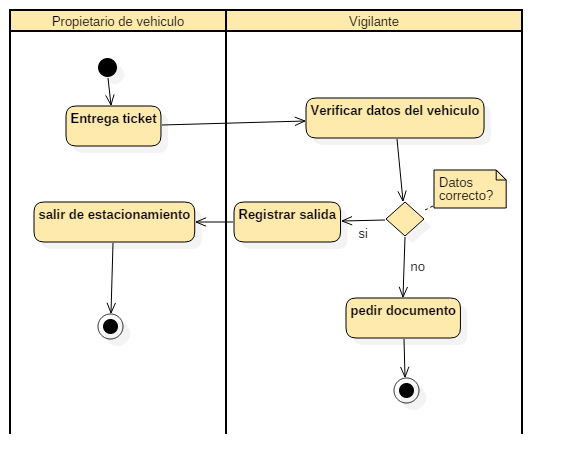 Propietario de vehiculo
Vigilante
Entrega ticket
Verificar datos del vehiculo
Datos
correcto?
salir de estacionamiento
Registrar salida
si
no
pedir documento